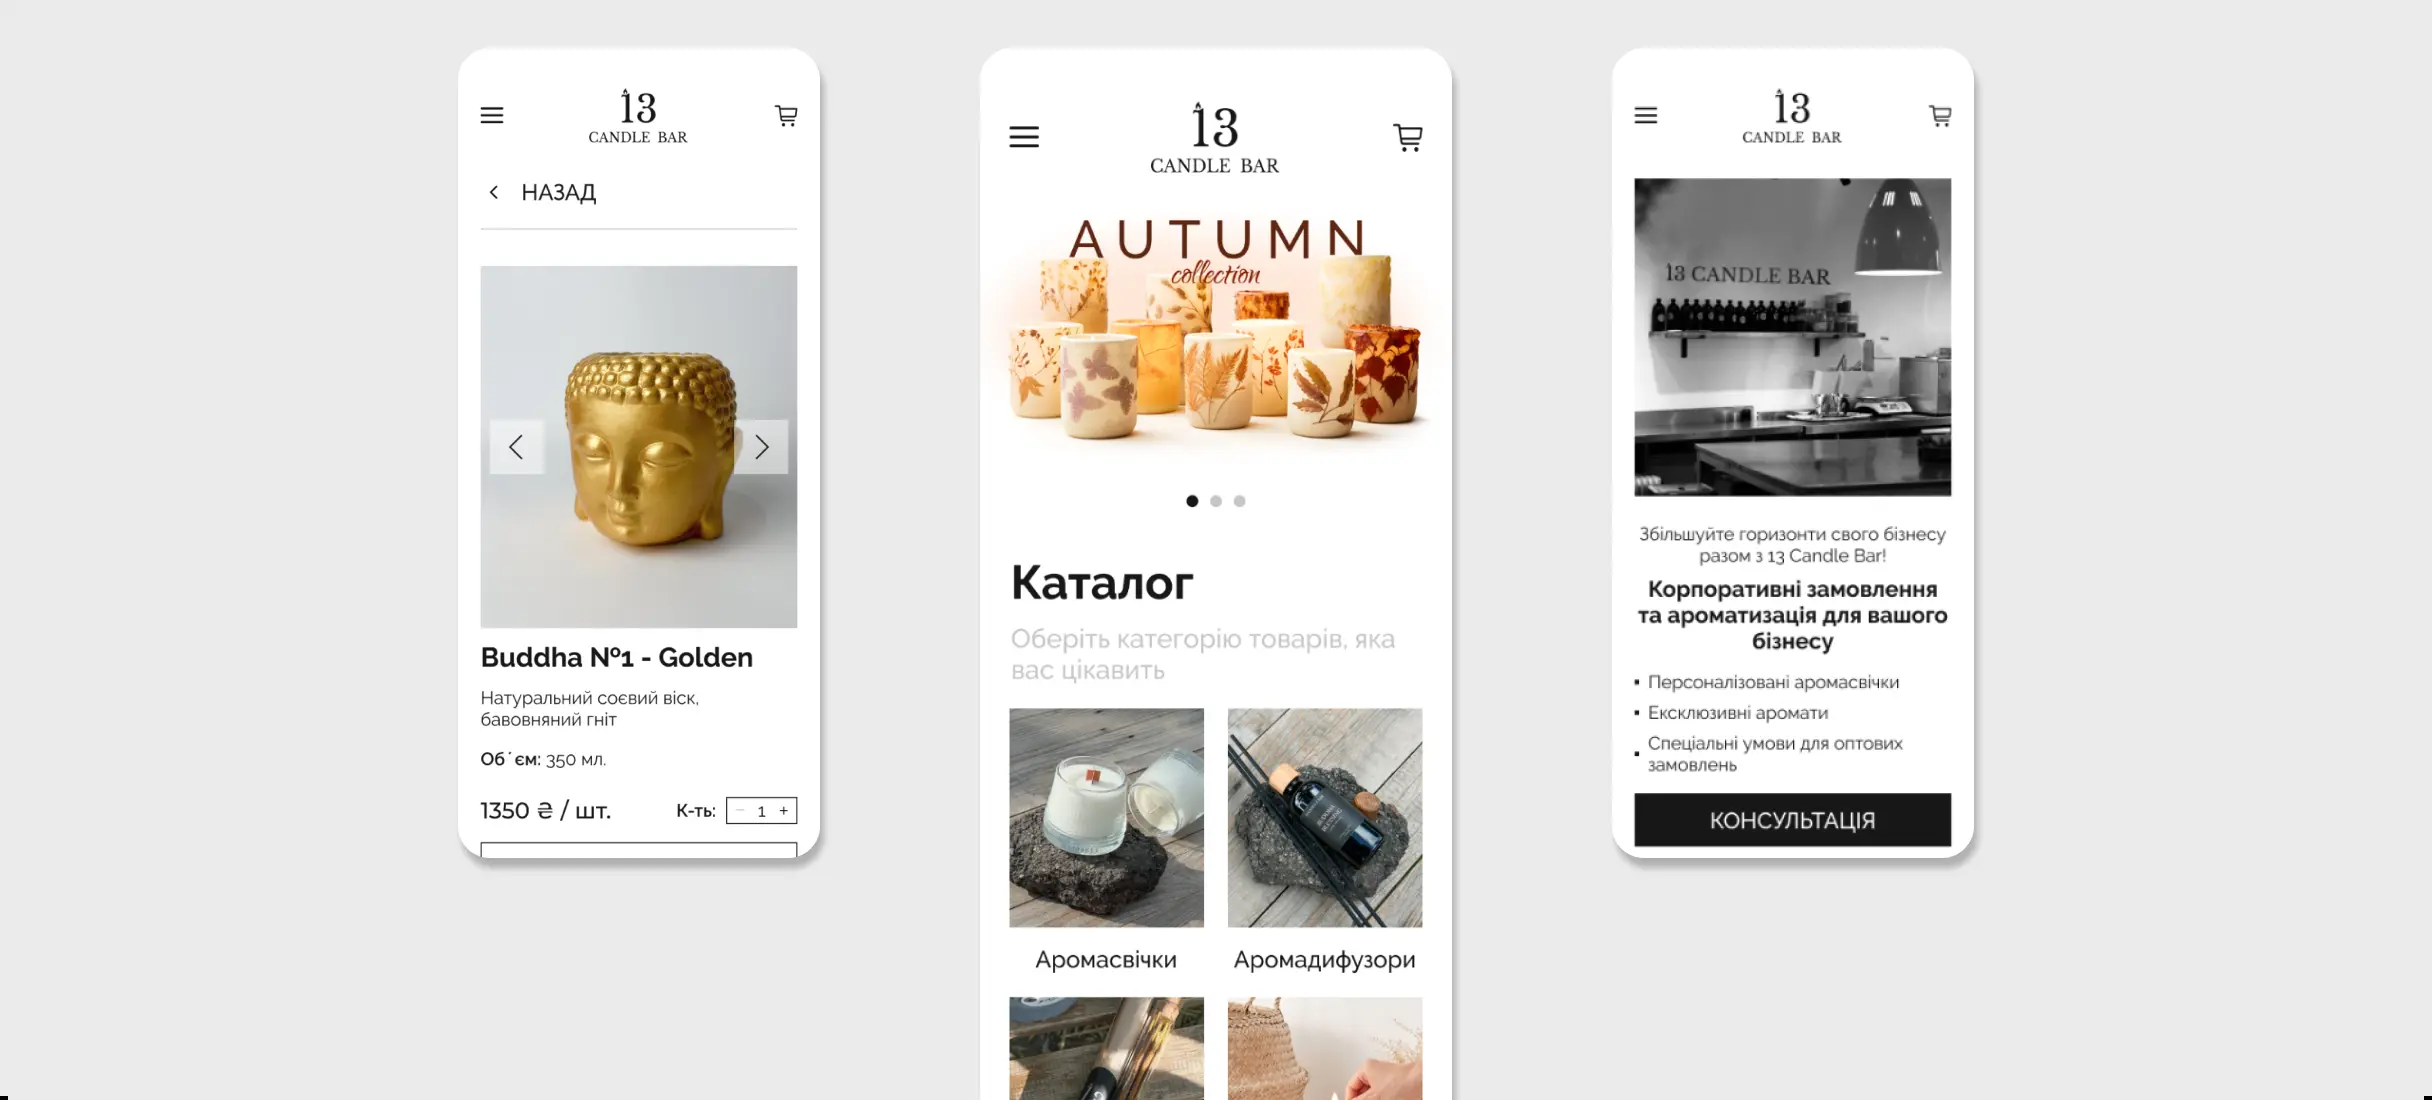 13
CANDLE BAR
НАЗАД
Buddha №1 - Golden
Натуральний соєвий віск,
бавовняний гніт
Об´єм: 350 мл.
1350 ₴ / шт.
К-ть: − 1 +
13
CANDLE BAR
AUTUMN
collection
Каталог
Оберіть категорію товарів, яка
вас цікавить
Аромасвічки
Аромадифузори
13
CANDLE BAR
13 CANDLE BAR
Збільшуйте горизонти свого бізнесу
разом з 13 Candle Bar!
Корпоративні замовлення
та ароматизація для вашого
бізнесу
▪ Персоналізовані аромасвічки
▪ Ексклюзивні аромати
▪ Спеціальні умови для оптових
замовлень
КОНСУЛЬТАЦІЯ